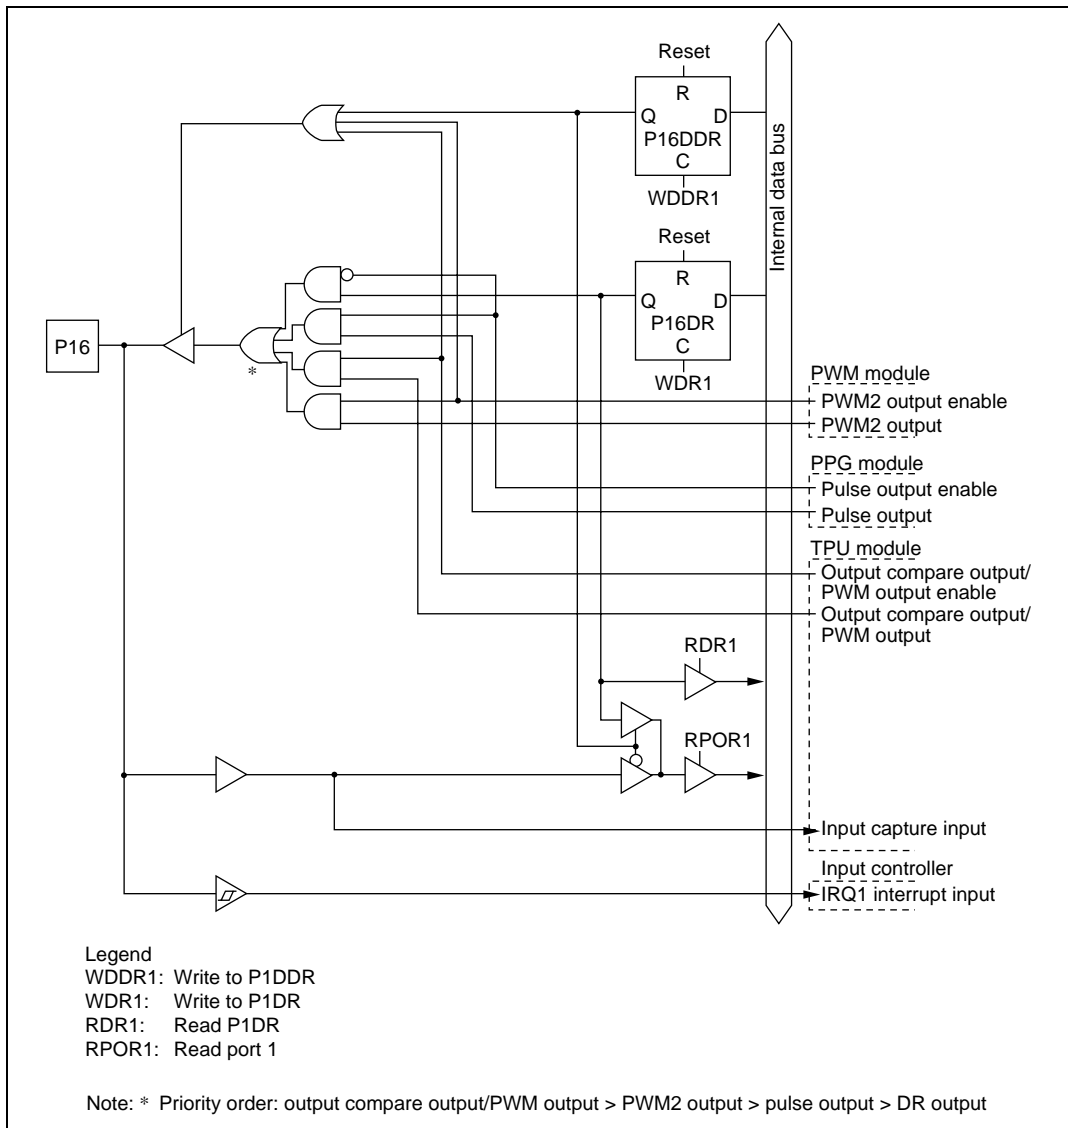 Reset
R
Q D
P16DDR
C
WDDR1
Internal data bus
Reset
R
Q D
P16DR
C
WDR1
P16
*
PWM module
PWM2 output enable
PWM2 output
PPG module
Pulse output enable
Pulse output
TPU module
Output compare output/
PWM output enable
Output compare output/
PWM output
RDR1
RPOR1
Input capture input
Input controller
IRQ1 interrupt input
Legend
WDDR1: Write to P1DDR
WDR1: Write to P1DR
RDR1: Read P1DR
RPOR1: Read port 1
Note: * Priority order: output compare output/PWM output > PWM2 output > pulse output > DR output